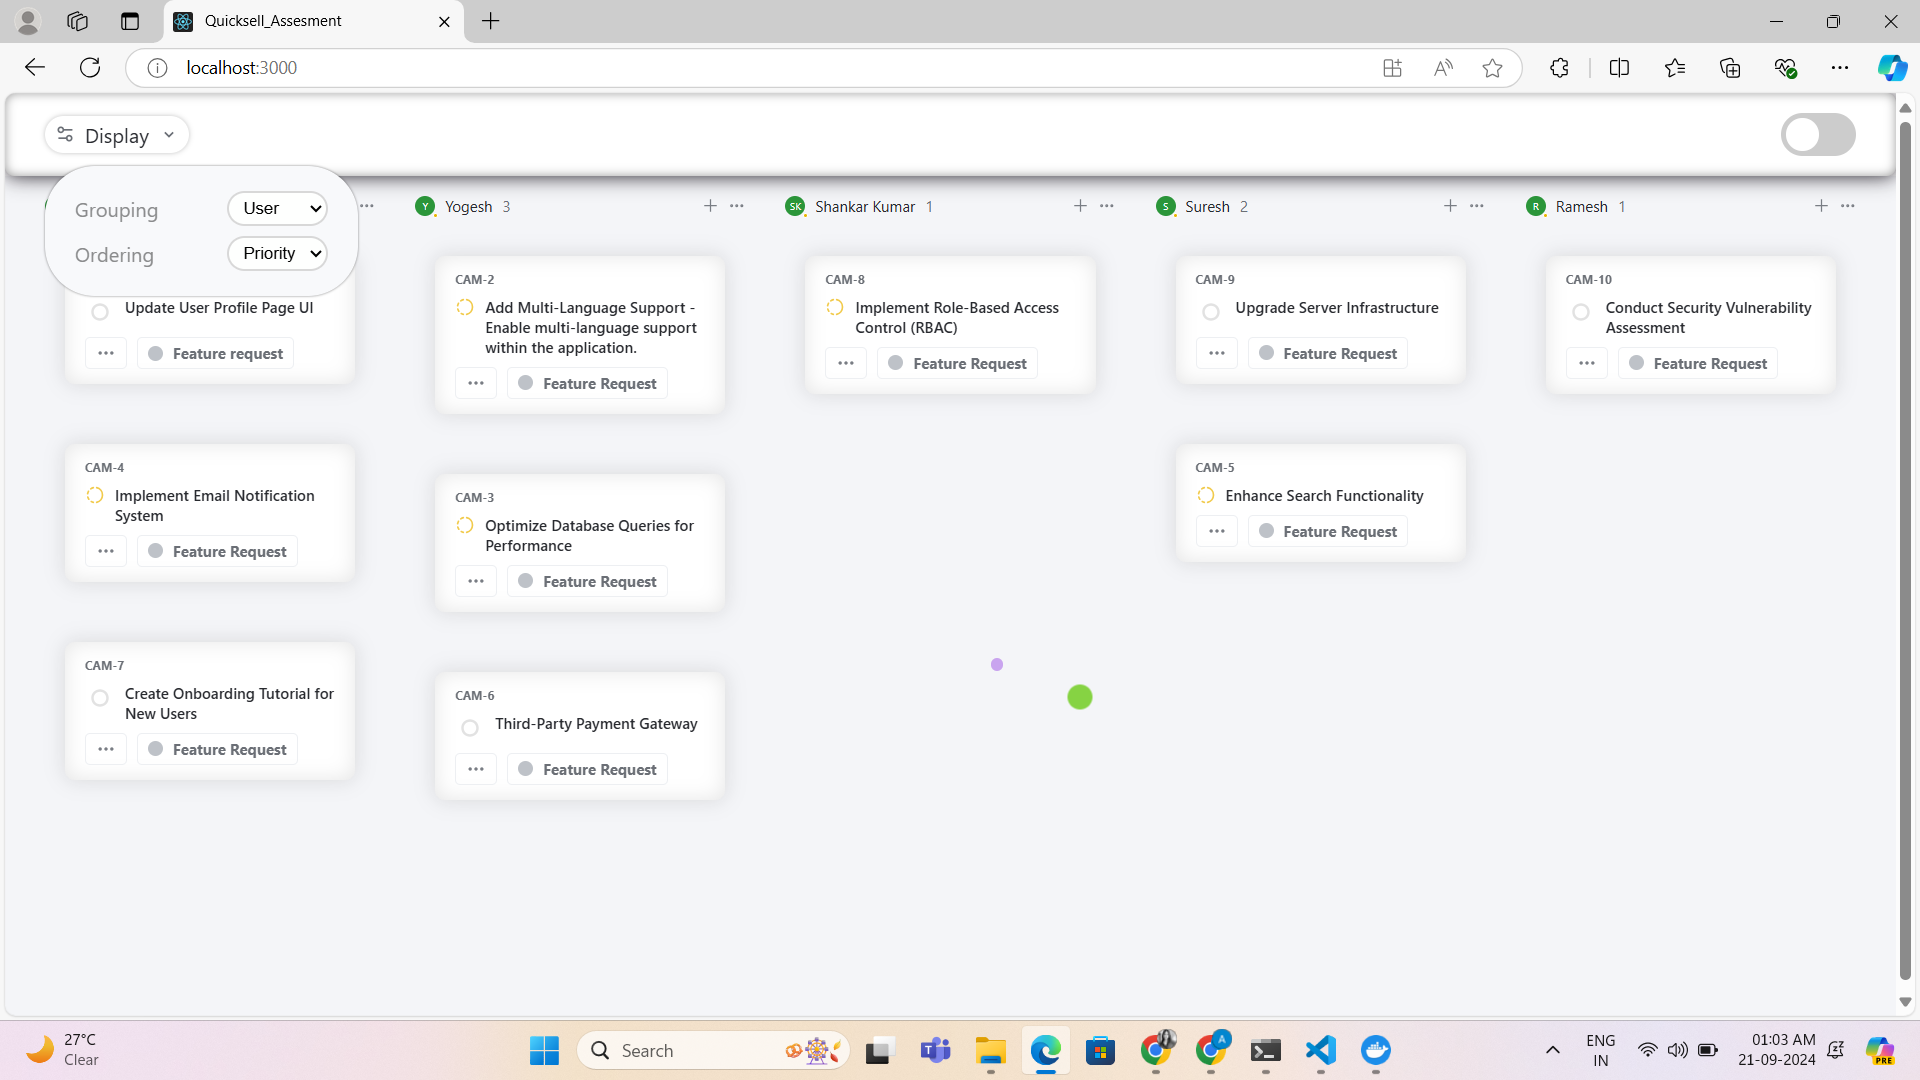 Quicksell_Assesment
localhost:3000
Display
Grouping
User
Ordering
Priority
Update User Profile Page UI
Feature request
CAM-4
Implement Email Notification
System
Feature Request
CAM-7
Create Onboarding Tutorial for
New Users
Feature Request
Y
Yogesh 3
CAM-2
Add Multi-Language Support -
Enable multi-language support
within the application.
Feature Request
CAM-3
Optimize Database Queries for
Performance
Feature Request
CAM-6
Third-Party Payment Gateway
Feature Request
SK
Shankar Kumar 1
CAM-8
Implement Role-Based Access
Control (RBAC)
Feature Request
S
Suresh 2
CAM-9
Upgrade Server Infrastructure
Feature Request
CAM-5
Enhance Search Functionality
Feature Request
R
Ramesh 1
CAM-10
Conduct Security Vulnerability
Assessment
Feature Request
27°C
Clear
Search
A
ENG
IN
01:03 AM
21-09-2024
PRE